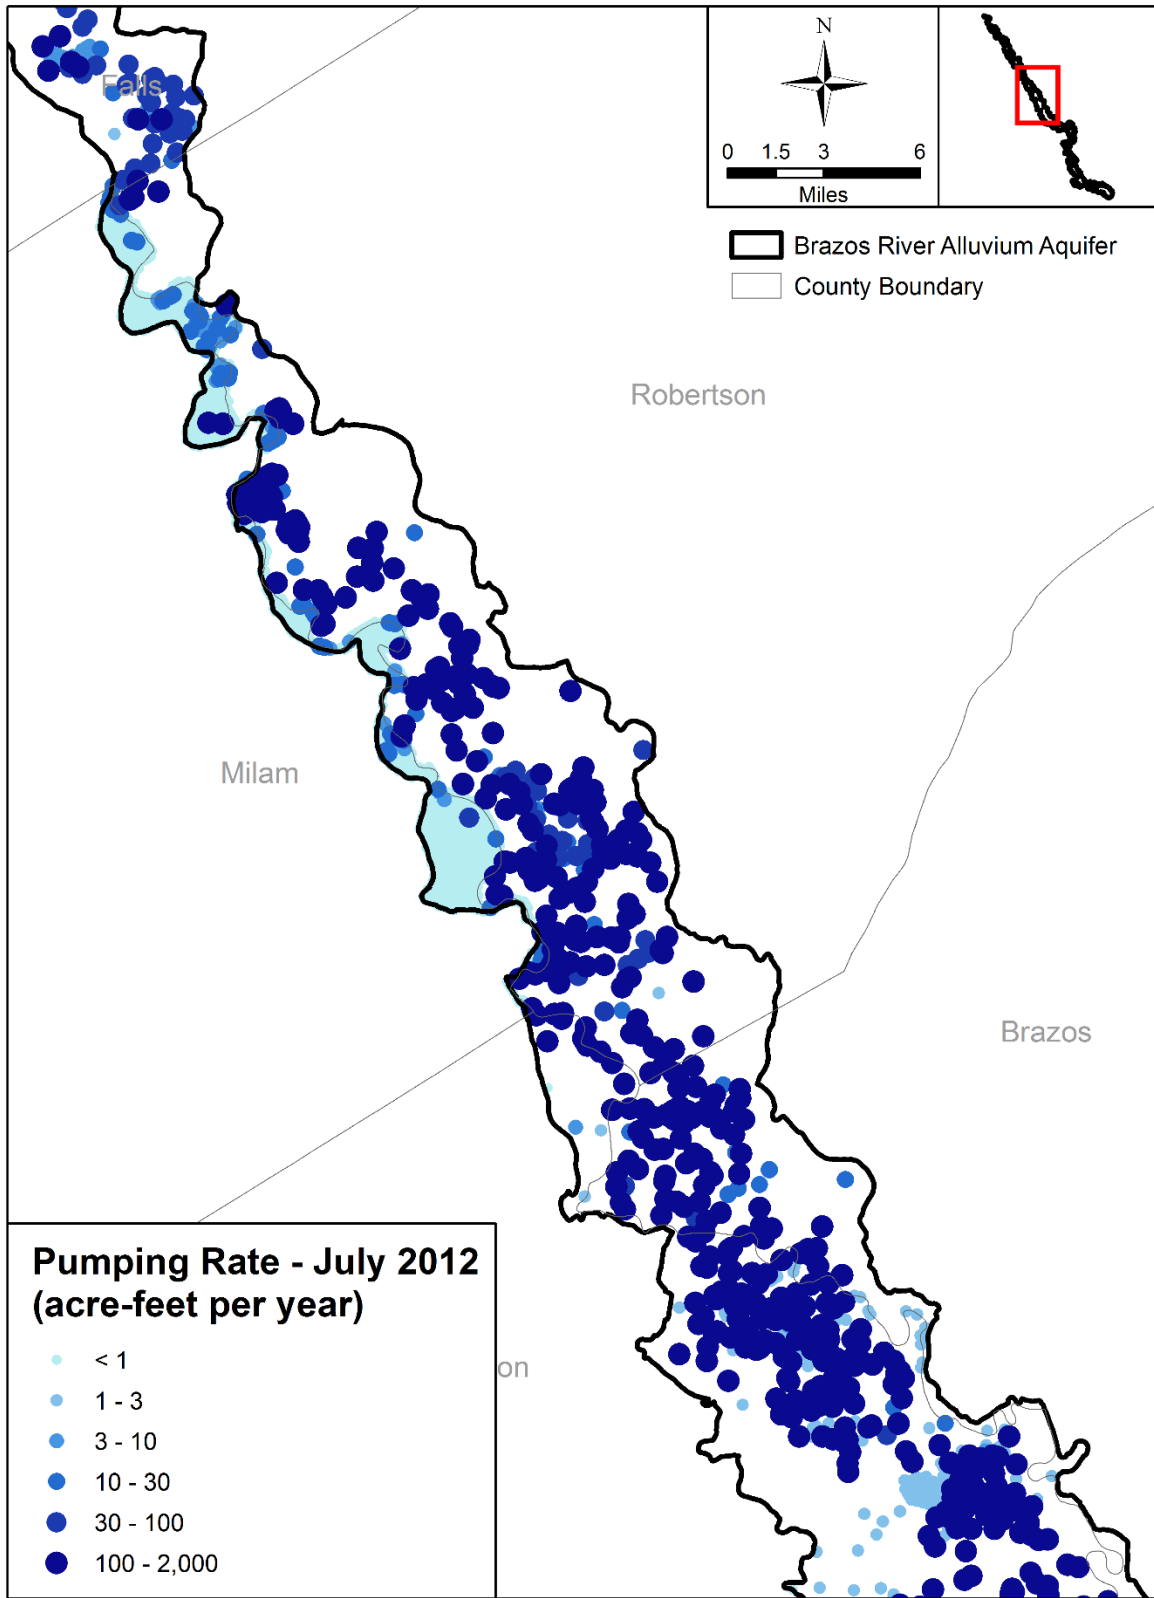 N
0 1.5 3 6
Miles
Brazos River Alluvium Aquifer
County Boundary
Falls
Robertson
Milam
Brazos
on
Pumping Rate - July 2012
(acre-feet per year)
< 1
1 - 3
3 - 10
10 - 30
30 - 100
100 - 2,000